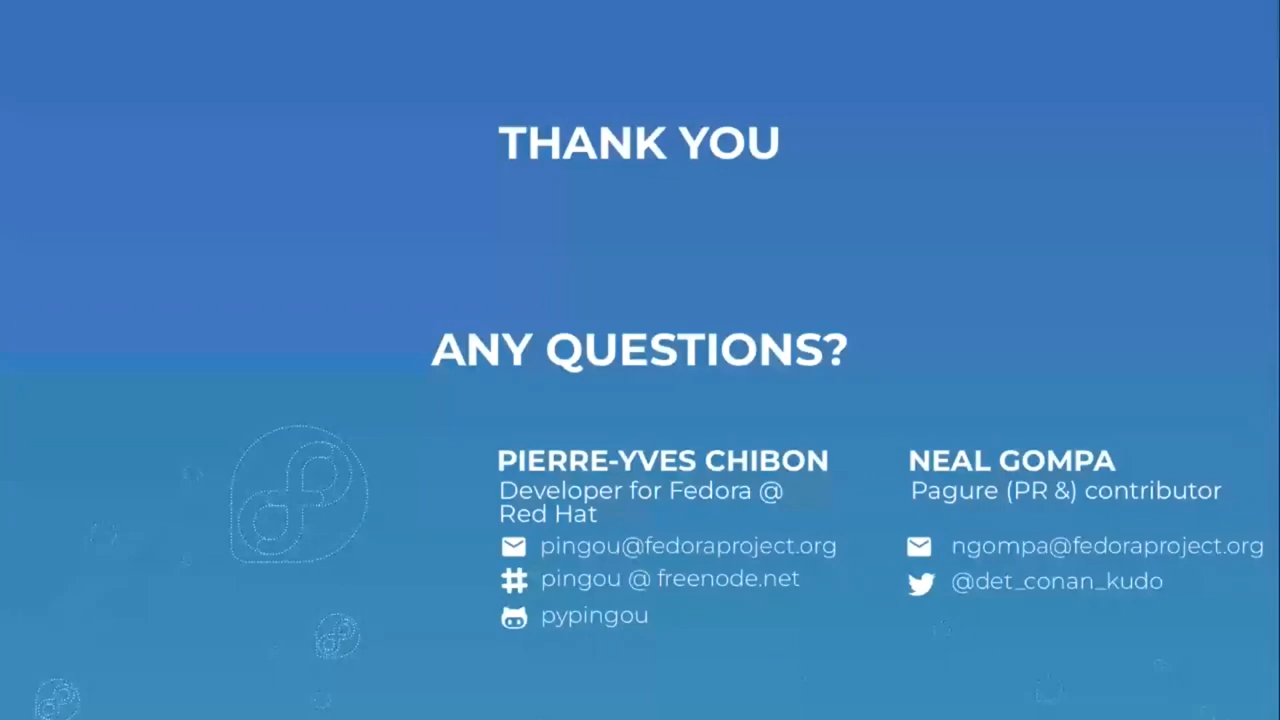 THANK YOU
ANY QUESTIONS?
PIERRE-YVES CHIBON
Developer for Fedora @
Red Hat
pingou@fedoraproject.org
pingou @ freenode.net
pypingou
NEAL GOMPA
Pagure (PR &) contributor
ngompa@fedoraproject.org
@det_conan_kudo